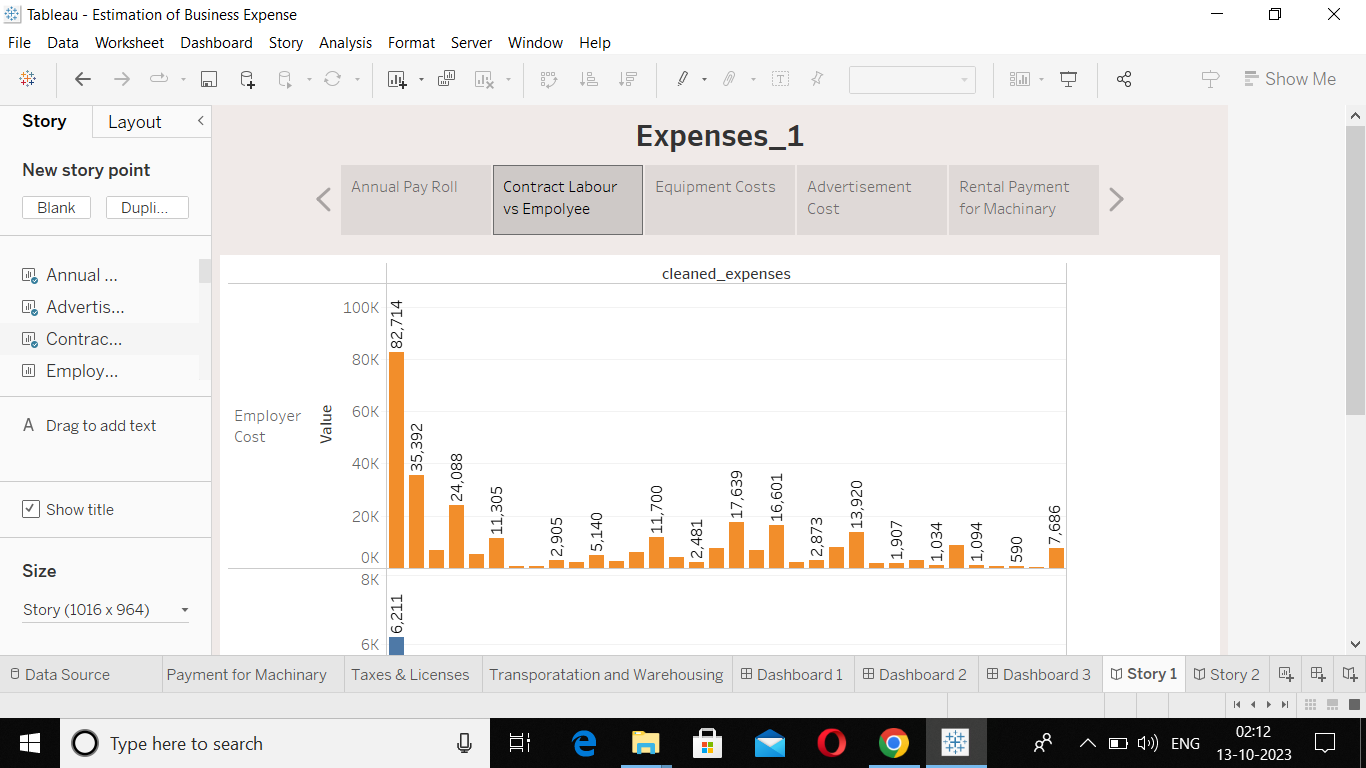 Tableau - Estimation of Business Expense
File Data Worksheet Dashboard Story Analysis Format Server Window Help
Show Me
Story Layout
New story point
Blank Dupli...
Annual ...
Advertis...
Contrac...
Employ...
A Drag to add text
Show title
Size
Story (1016 x 964)
Expenses_1
Annual Pay Roll
Contract Labour
vs Empolyee
Equipment Costs
Advertisement
Cost
Rental Payment
for Machinary
cleaned_expenses
Employer
Cost
Value
100K
80K
60K
40K
20K
0K
82,714
35,392
24,088
11,305
2,905
5,140
11,700
2,481
17,639
16,601
2,873
13,920
1,907
1,034
1,094
590
7,686
8K
6K
6,211
Data Source Payment for Machinary Taxes & Licenses Transporatation and Warehousing Dashboard 1 Dashboard 2 Dashboard 3 Story 1 Story 2
Type here to search
ENG
02:12
13-10-2023